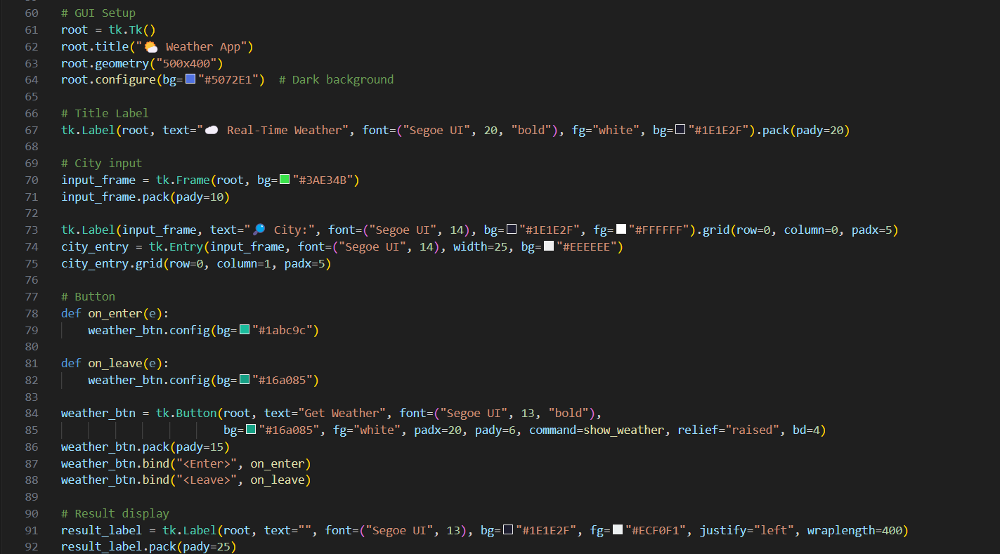 60 # GUI Setup
61 root = tk.Tk()
62 root.title("🌤️ Weather App")
63 root.geometry("500x400")
64 root.configure(bg="#5072E1")  # Dark background
65
66 # Title Label
67 tk.Label(root, text="☁️ Real-Time Weather", font=("Segoe UI", 20, "bold"), fg="white", bg="#1E1E2F").pack(pady=20)
68
69 # City input
70 input_frame = tk.Frame(root, bg="#3AE34B")
71 input_frame.pack(pady=10)
72
73 tk.Label(input_frame, text="🔎 City:", font=("Segoe UI", 14), bg="#1E1E2F", fg="#FFFFFF").grid(row=0, column=0, padx=5)
74 city_entry = tk.Entry(input_frame, font=("Segoe UI", 14), width=25, bg="#EEEEEE")
75 city_entry.grid(row=0, column=1, padx=5)
76
77 # Button
78 def on_enter(e):
79     weather_btn.config(bg="#1abc9c")
80
81 def on_leave(e):
82     weather_btn.config(bg="#16a085")
83
84 weather_btn = tk.Button(root, text="Get Weather", font=("Segoe UI", 13, "bold"),
85                         bg="#16a085", fg="white", padx=20, pady=6, command=show_weather, relief="raised", bd=4)
86 weather_btn.pack(pady=15)
87 weather_btn.bind("<Enter>", on_enter)
88 weather_btn.bind("<Leave>", on_leave)
89
90 # Result display
91 result_label = tk.Label(root, text="", font=("Segoe UI", 13), bg="#1E1E2F", fg="#ECF0F1", justify="left", wraplength=400)
92 result_label.pack(pady=25)